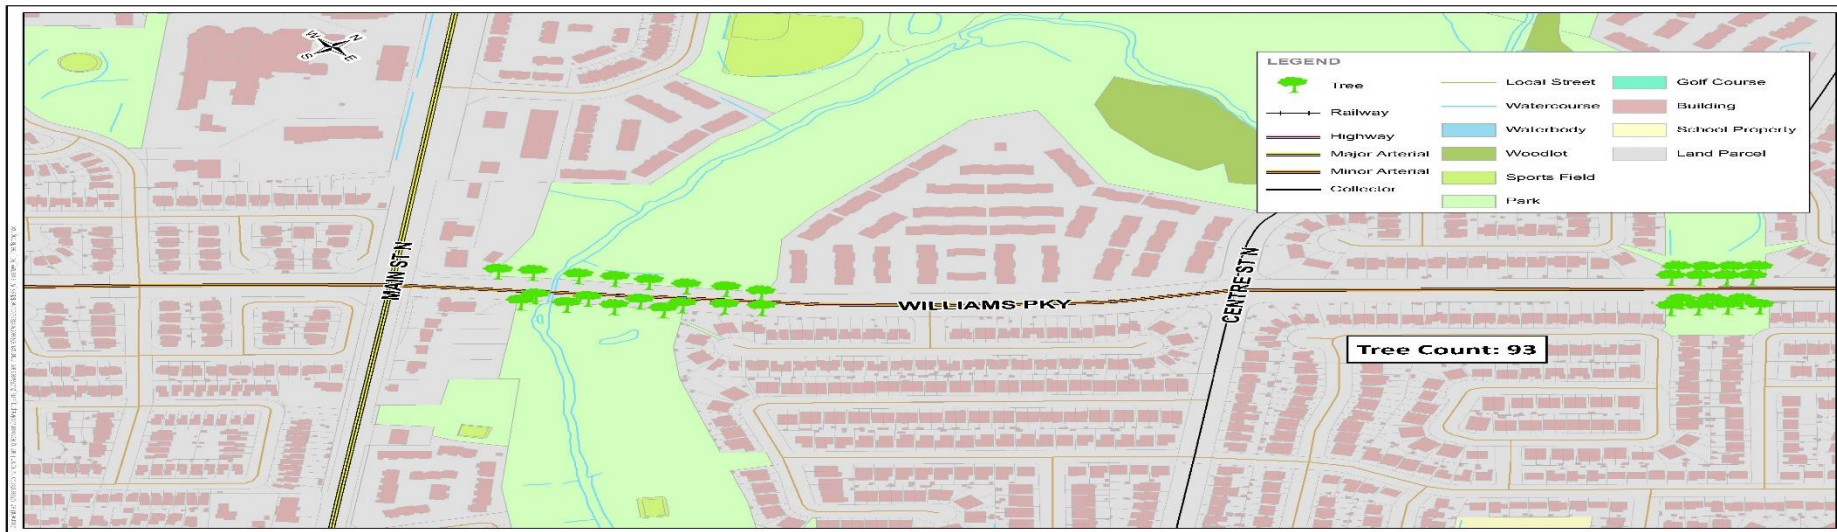 W
N
S
E
LEGEND
Tree
Railway
Highway
Major Arterial
Minor Arterial
Collector
Local Street
Watercourse
Waterbody
Woodlot
Sports Field
Park
Golf Course
Building
School Property
Land Parcel
MAIN ST N
WILLIAMS PKY
CENTRE ST N
Tree Count: 93